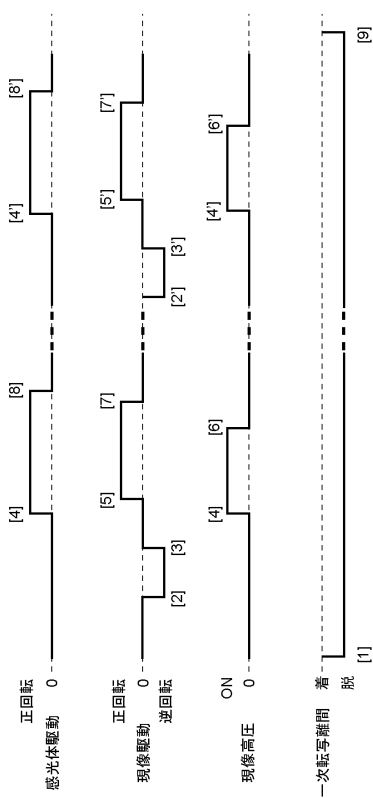 正回転
0
感光体駆動
[4]
[8]
[4']
[8']
正回転
0
逆回転
現像駆動
[2]
[3]
[5]
[7]
[2']
[3']
[5']
[7']
ON
0
現像高圧
[4]
[6]
[4']
[6']
着
脱
一次転写離間
[1]
[9]